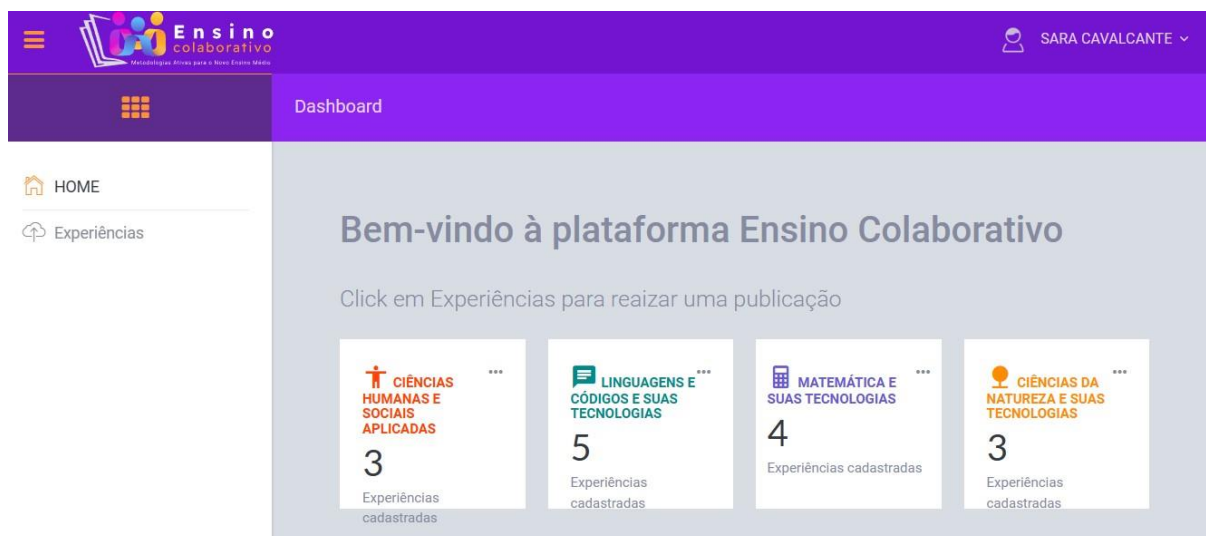 Ensino
colaborativo
Metodologias Ativas para o Novo Ensino Médio
SARA CAVALCANTE
Dashboard
HOME
Experiências
Bem-vindo à plataforma Ensino Colaborativo
Click em Experiências para reaizar uma publicação
CIÊNCIAS
HUMANAS E
SOCIAIS
APLICADAS
3
Experiências
cadastradas
LINGUAGENS E
CÓDIGOS E SUAS
TECNOLOGIAS
5
Experiências
cadastradas
MATEMÁTICA E
SUAS TECNOLOGIAS
4
Experiências cadastradas
CIÊNCIAS DA
NATUREZA E SUAS
TECNOLOGIAS
3
Experiências
cadastradas